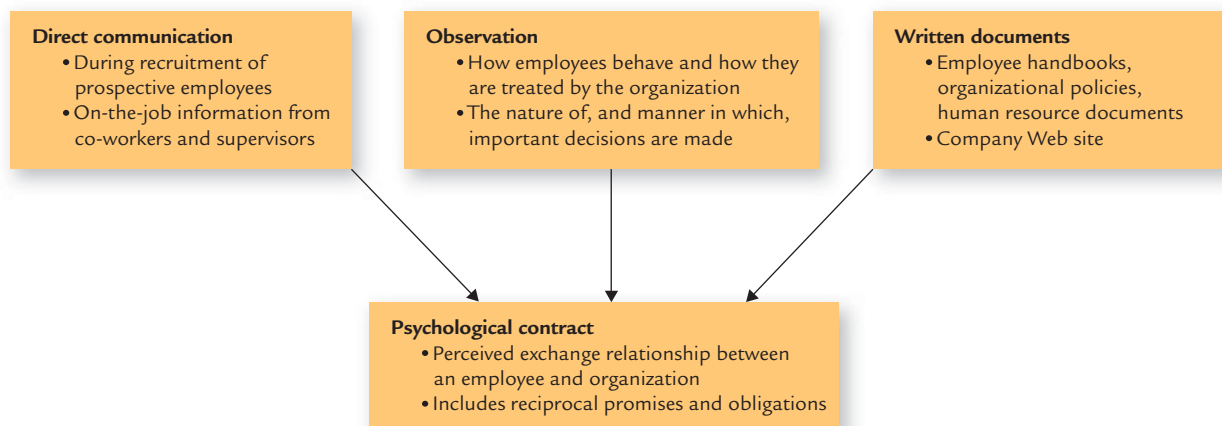 Direct communication
• During recruitment of
prospective employees
• On-the-job information from
co-workers and supervisors
Observation
• How employees behave and how they
are treated by the organization
• The nature of, and manner in which,
important decisions are made
Written documents
• Employee handbooks,
organizational policies,
human resource documents
• Company Web site
Psychological contract
• Perceived exchange relationship between
an employee and organization
• Includes reciprocal promises and obligations